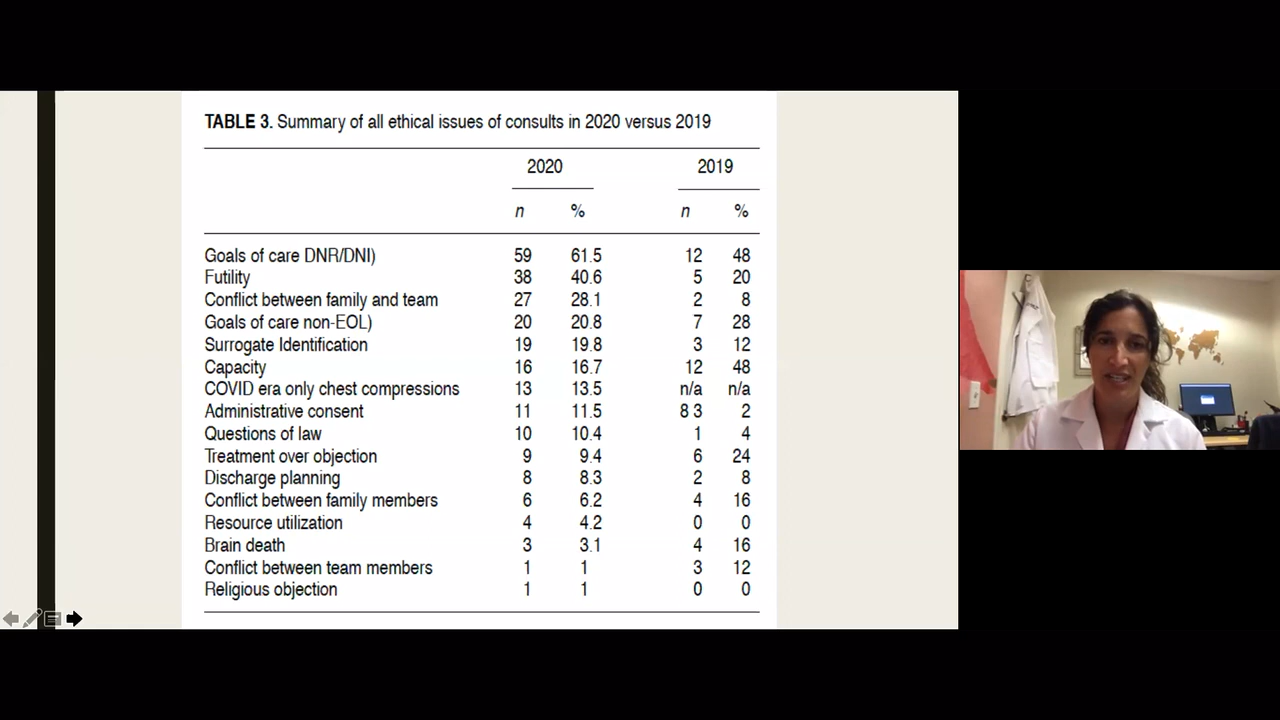 TABLE 3. Summary of all ethical issues of consults in 2020 versus 2019
2020 2019
n % n %
Goals of care DNR/DNI) 59 61.5 12 48
Futility 38 40.6 5 20
Conflict between family and team 27 28.1 2 8
Goals of care non-EOL) 20 20.8 7 28
Surrogate Identification 19 19.8 3 12
Capacity 16 16.7 12 48
COVID era only chest compressions 13 13.5 n/a n/a
Administrative consent 11 11.5 8 3 2
Questions of law 10 10.4 1 4
Treatment over objection 9 9.4 6 24
Discharge planning 8 8.3 2 8
Conflict between family members 6 6.2 4 16
Resource utilization 4 4.2 0 0
Brain death 3 3.1 4 16
Conflict between team members 1 1 3 12
Religious objection 1 1 0 0